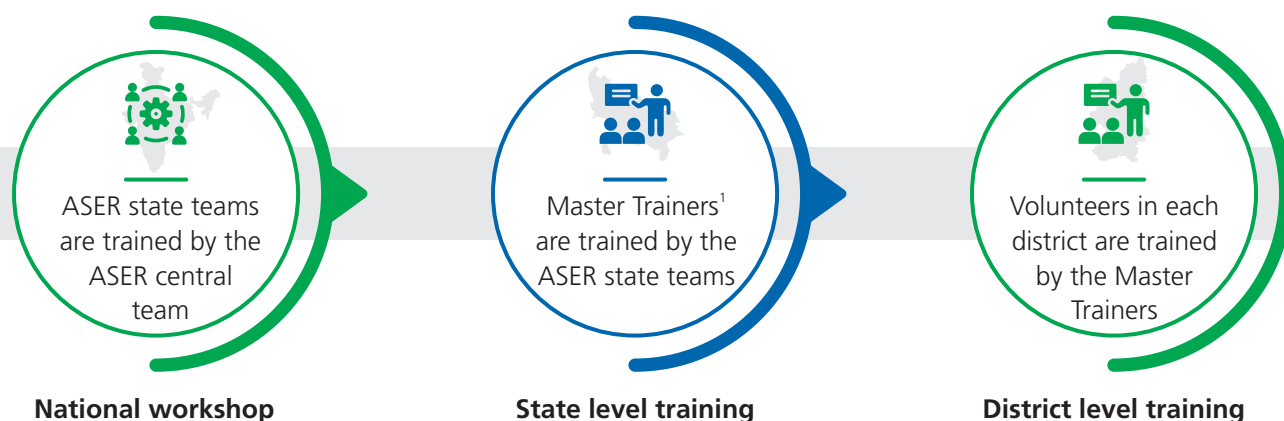 ASER state teams
are trained by the
ASER central
team
National workshop
Master Trainers¹
are trained by the
ASER state teams
State level training
Volunteers in each
district are trained
by the Master
Trainers
District level training